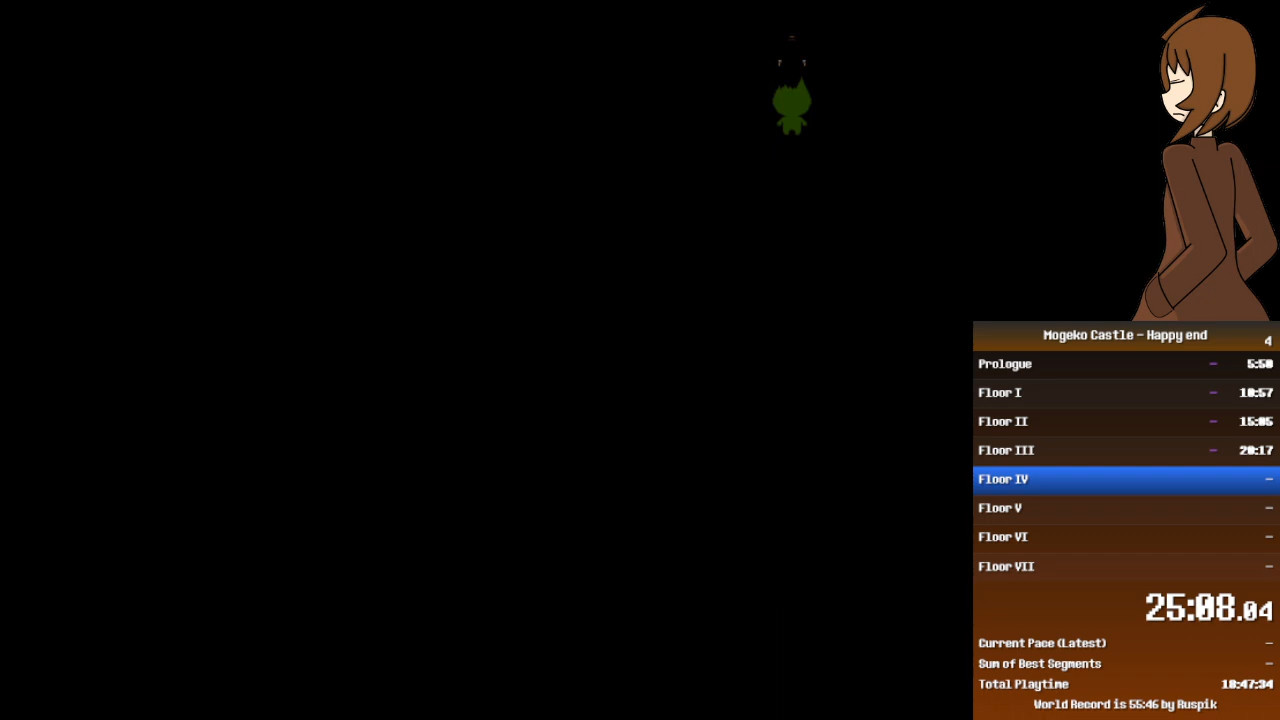 Mogeko Castle - Happy end
4
Prologue - 5:50
Floor I - 10:57
Floor II - 15:05
Floor III - 20:17
Floor IV -
Floor V -
Floor VI -
Floor VII -
25:08.04
Current Pace (Latest) -
Sum of Best Segments -
Total Playtime 10:47:34
World Record is 55:46 by Ruspik